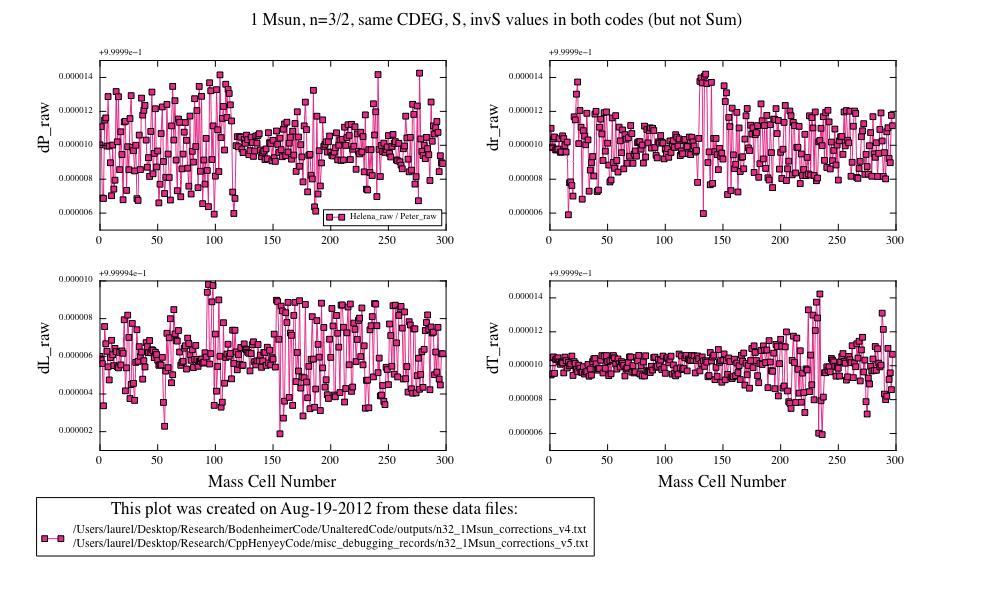 1 Msun, n=3/2, same CDEG, S, invS values in both codes (but not Sum)
+9.9999e−1
0.000014
0.000012
0.000010
0.000008
0.000006
dP_raw
Helena_raw / Peter_raw
0 50 100 150 200 250 300
+9.9999e−1
0.000014
0.000012
0.000010
0.000008
0.000006
dr_raw
0 50 100 150 200 250 300
+9.99994e−1
0.000010
0.000008
0.000006
0.000004
0.000002
dL_raw
0 50 100 150 200 250 300
Mass Cell Number
+9.9999e−1
0.000014
0.000012
0.000010
0.000008
0.000006
dT_raw
0 50 100 150 200 250 300
Mass Cell Number
This plot was created on Aug-19-2012 from these data files:
/Users/laurel/Desktop/Research/BodenheimerCode/UnalteredCode/outputs/n32_1Msun_corrections_v4.txt
/Users/laurel/Desktop/Research/CppHenyeyCode/misc_debugging_records/n32_1Msun_corrections_v5.txt